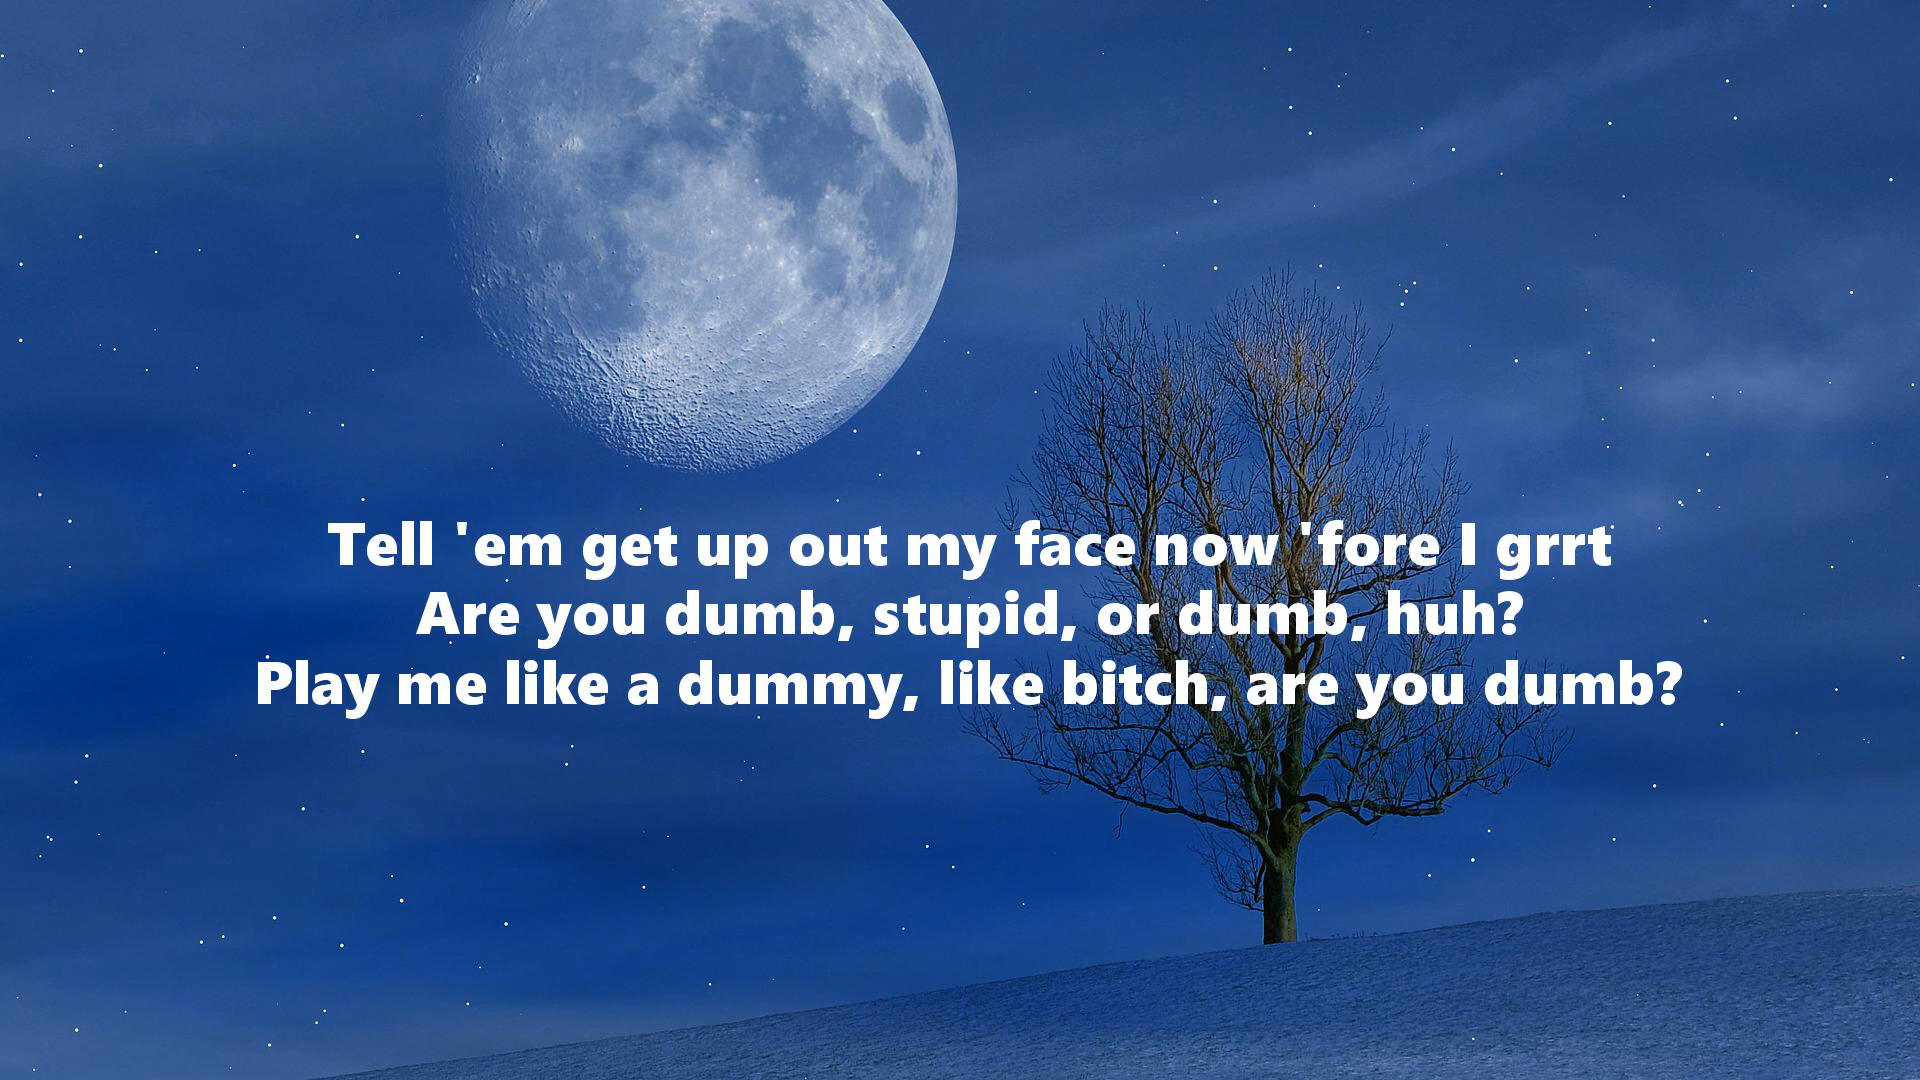 Tell 'em get up out my face now 'fore I grrt
Are you dumb, stupid, or dumb, huh?
Play me like a dummy, like bitch, are you dumb?